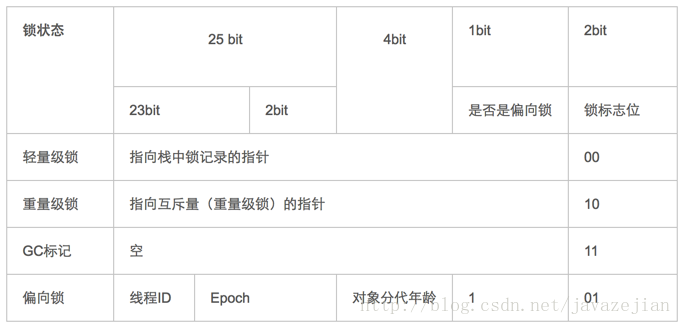 锁状态 25 bit 4bit 1bit 2bit
23bit 2bit 是否是偏向锁 锁标志位
轻量级锁 指向栈中锁记录的指针 00
重量级锁 指向互斥量（重量级锁）的指针 10
GC标记 空 11
偏向锁 线程ID Epoch 对象分代年龄 1 01
http://blog.csdn.net/javazejian